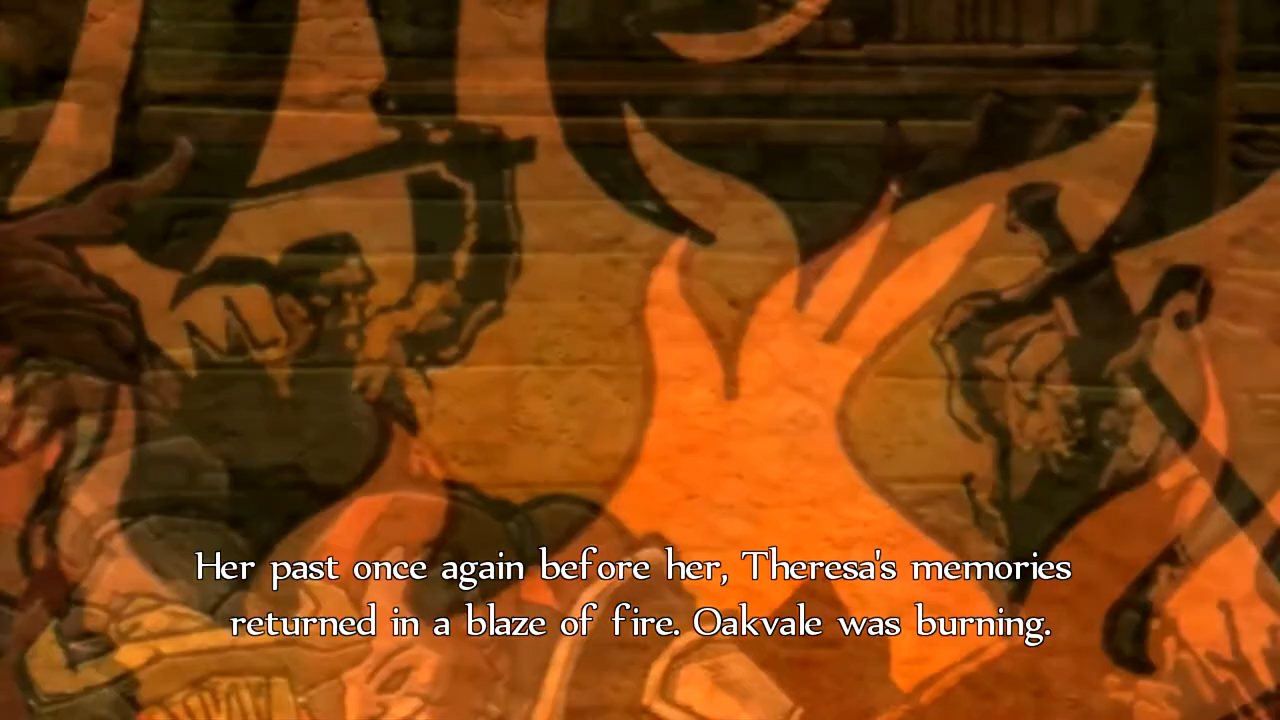 Her past once again before her, Theresa's memories
returned in a blaze of fire. Oakvale was burning.